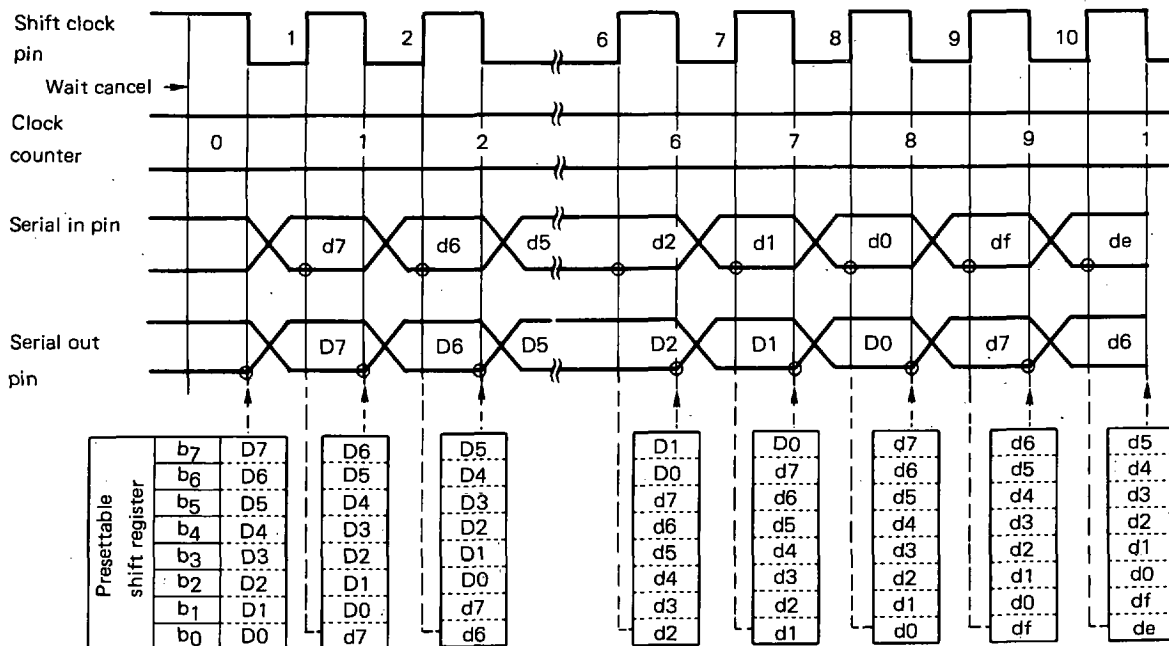 Shift clock
pin
1 2 6 7 8 9 10
Wait cancel
Clock
counter
0 1 2 6 7 8 9 1
Serial in pin
d7 d6 d5 d2 d1 d0 df de
Serial out
pin
D7 D6 D5 D2 D1 D0 d7 d6
Presettable
shift register
b7 D7 D6 D5 D1 D0 d7 d6 d5
b6 D6 D5 D4 D0 d7 d6 d5 d4
b5 D5 D4 D3 d7 d6 d5 d4 d3
b4 D4 D3 D2 d6 d5 d4 d3 d2
b3 D3 D2 D1 d5 d4 d3 d2 d1
b2 D2 D1 D0 d4 d3 d2 d1 d0
b1 D1 D0 d7 d3 d2 d1 d0 df
b0 D0 d7 d6 d2 d1 d0 df de